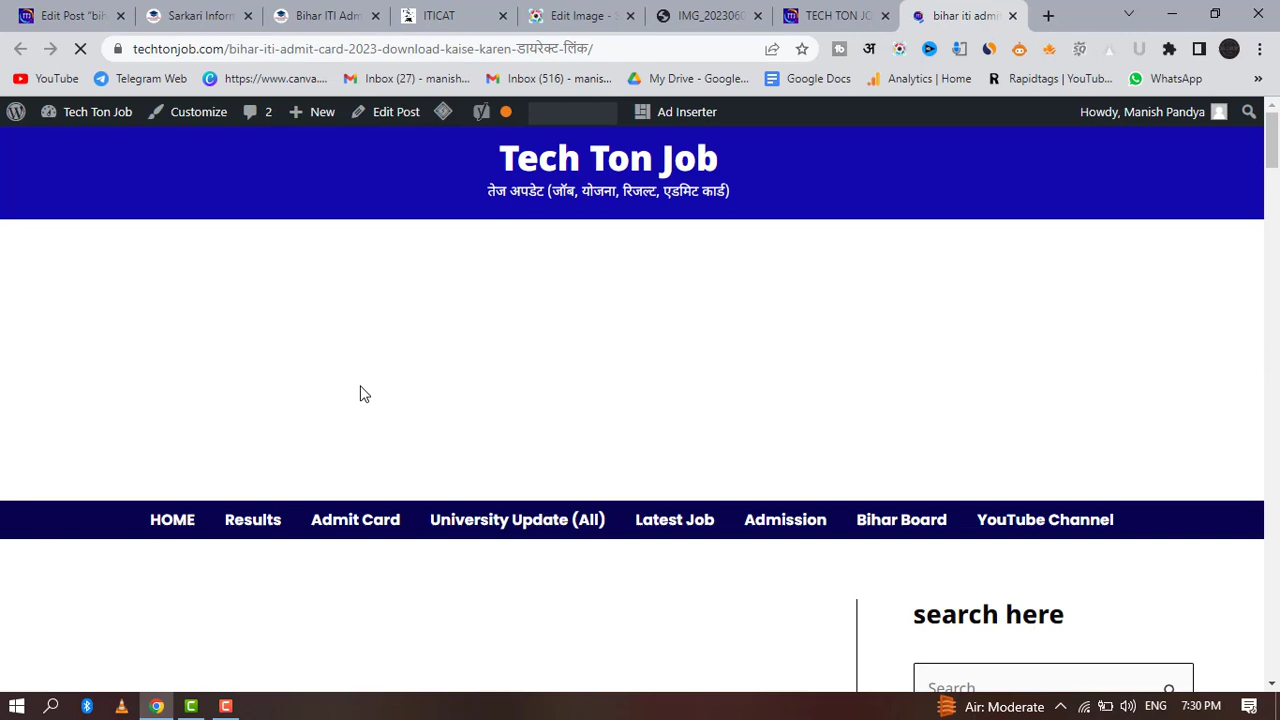 Edit Post "bih
Sarkari Inform
Bihar ITI Adm
ITICAT
Edit Image - S
IMG_2023060
TECH TON JO
bihar iti admi
techtonjob.com/bihar-iti-admit-card-2023-download-kaise-karen-डायरेक्ट-लिंक/
YouTube
Telegram Web
https://www.canva....
Inbox (27) - manish...
Inbox (516) - manis...
My Drive - Google...
Google Docs
Analytics | Home
Rapidtags | YouTub...
WhatsApp
Tech Ton Job
Customize
2
New
Edit Post
Ad Inserter
Howdy, Manish Pandya
Tech Ton Job
तेज अपडेट (जॉब, योजना, रिजल्ट, एडमिट कार्ड)
HOME
Results
Admit Card
University Update (All)
Latest Job
Admission
Bihar Board
YouTube Channel
search here
Search
Air: Moderate
ENG
7:30 PM